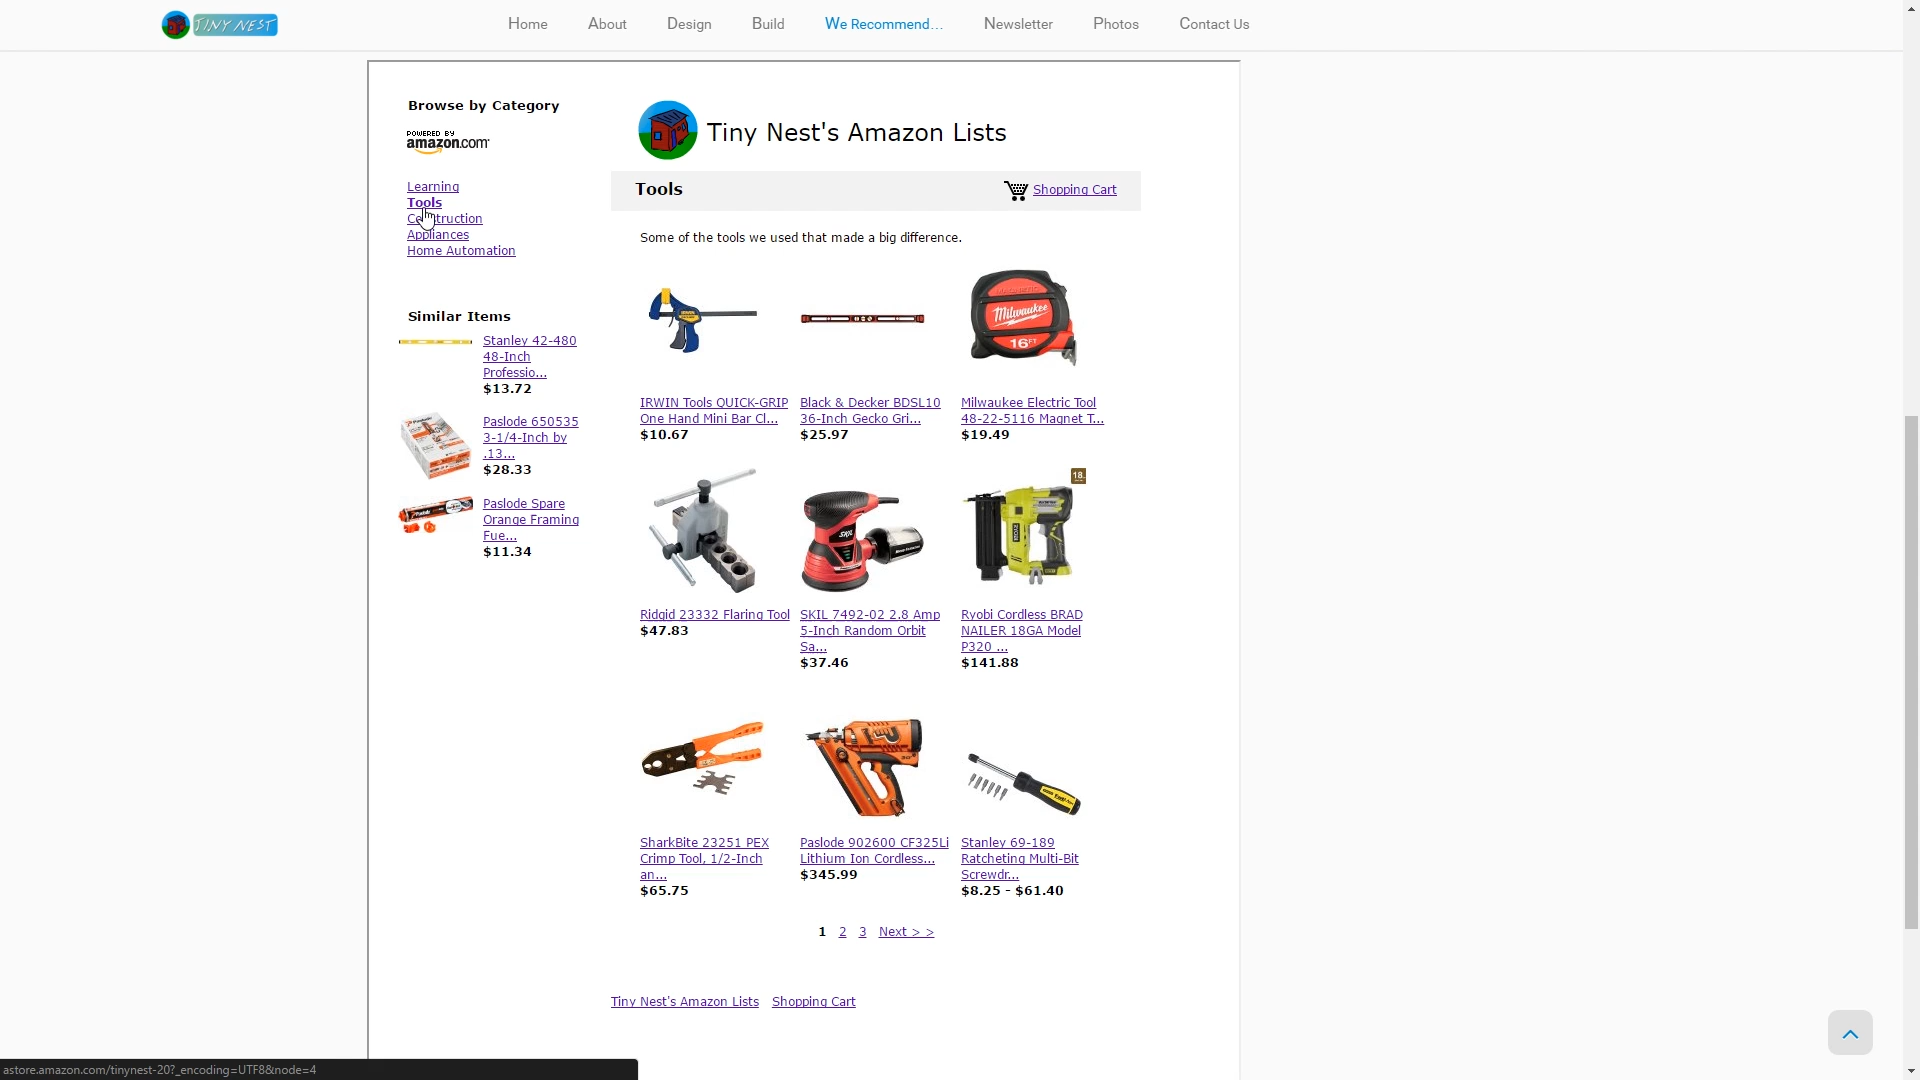 TINY NEST
Home
About
Design
Build
We Recommend...
Newsletter
Photos
Contact Us
Browse by Category
POWERED BY
amazon.com
Learning
Tools
Construction
Appliances
Home Automation
Similar Items
Stanley 42-480
48-Inch
Professio...
$13.72
Paslode 650535
3-1/4-Inch by
.13...
$28.33
Paslode Spare
Orange Framing
Fue...
$11.34
Tiny Nest's Amazon Lists
Tools
Shopping Cart
Some of the tools we used that made a big difference.
Milwaukee
16FT
IRWIN Tools QUICK-GRIP
One Hand Mini Bar Cl...
$10.67
Black & Decker BDSL10
36-Inch Gecko Gri...
$25.97
Milwaukee Electric Tool
48-22-5116 Magnet T...
$19.49
SKIL
18
RYOBI
Ridgid 23332 Flaring Tool
$47.83
SKIL 7492-02 2.8 Amp
5-Inch Random Orbit
Sa...
$37.46
Ryobi Cordless BRAD
NAILER 18GA Model
P320 ...
$141.88
SharkBite 23251 PEX
Crimp Tool, 1/2-Inch
an...
$65.75
Paslode 902600 CF325Li
Lithium Ion Cordless...
$345.99
Stanley 69-189
Ratcheting Multi-Bit
Screwdr...
$8.25 - $61.40
1 2 3 Next > >
Tiny Nest's Amazon Lists
Shopping Cart
astore.amazon.com/tinynest-20?_encoding=UTF8&node=4